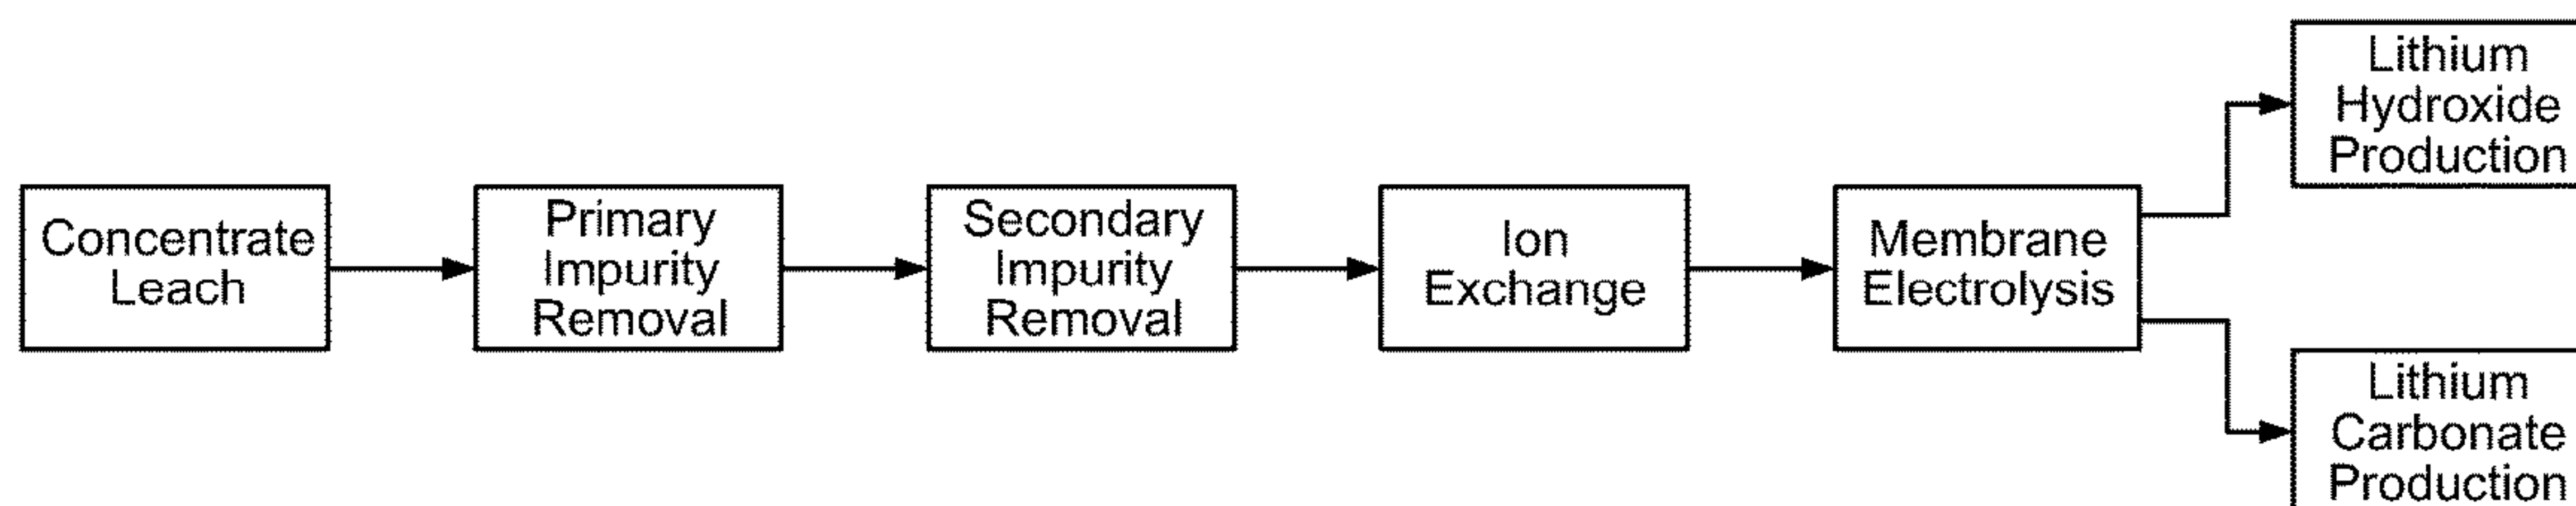 Concentrate
Leach
Primary
Impurity
Removal
Secondary
Impurity
Removal
Ion
Exchange
Membrane
Electrolysis
Lithium
Hydroxide
Production
Lithium
Carbonate
Production